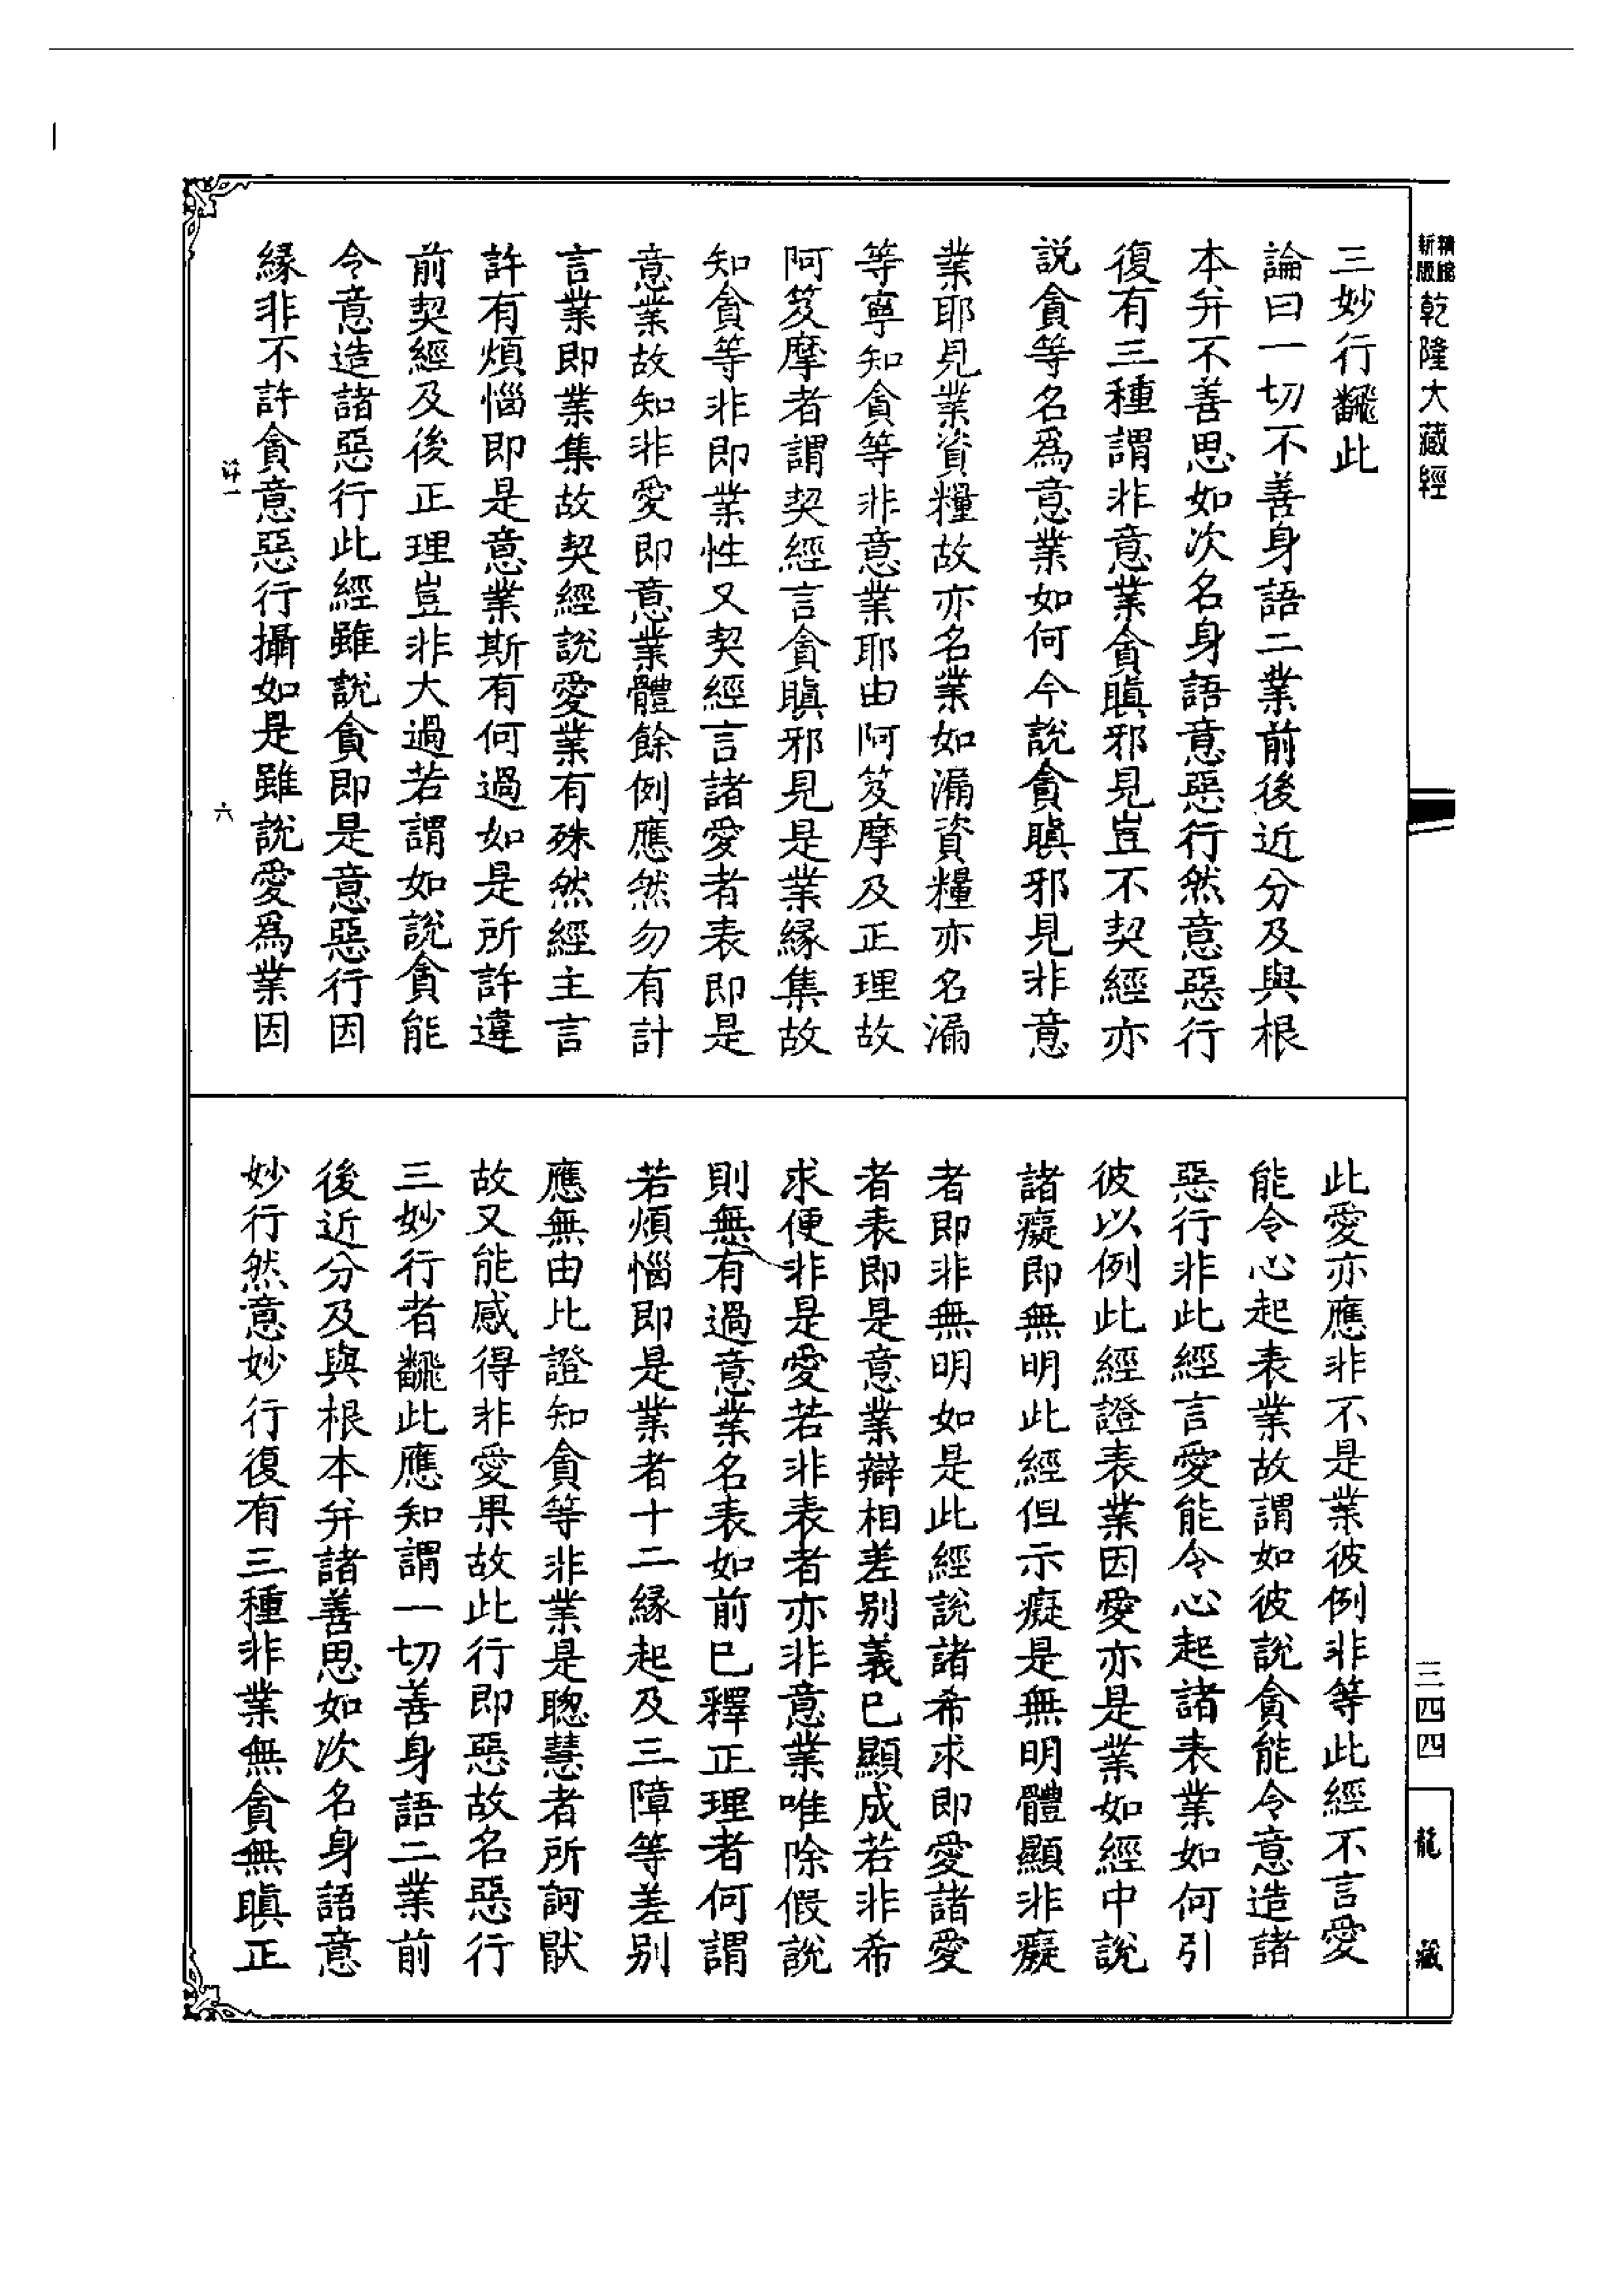 新版
精縮
乾隆大藏經
三四四
龍藏
三妙行翻此
論曰一切不善身語二業前後近分及與根
本并不善思如次名身語意惡行然意惡行
復有三種謂非意業貪瞋邪見豈不契經亦
説貪等名爲意業如何今説貪瞋邪見非意
業耶見業資糧故亦名業如漏資糧亦名漏
等寧知貪等非意業耶由阿笈摩及正理故
阿笈摩者謂契經言貪瞋邪見是業緣集故
知貪等非即業性又契經言諸愛者表即是
意業故知非愛即意業體餘例應然勿有計
言業即業集故契經説愛業有殊然經主言
許有煩惱即是意業斯有何過如是所許違
前契經及後正理豈非大過若謂如説貪能
令意造諸惡行此經雖説貪即是意惡行因
緣非不許貪意惡行攝如是雖説愛爲業因
六
此愛亦應非不是業彼例非等此經不言愛
能令心起表業故謂如彼説貪能令意造諸
惡行非此經言愛能令心起諸表業如何引
彼以例此經證表業因愛亦是業如經中説
諸癡即無明此經但示癡是無明體顯非癡
者即非無明如是此經説諸希求即愛諸愛
者表即是意業辯相差别義已顯成若非希
求便非是愛若非表者亦非意業唯除假説
則無有過意業名表如前已釋正理者何謂
若煩惱即是業者十二緣起及三障等差别
應無由比證知貪等非業是聰慧者所訶猒
故又能感得非愛果故此行即惡故名惡行
三妙行者翻此應知謂一切善身語二業前
後近分及與根本并諸善思如次名身語意
妙行然意妙行復有三種非業無貪無瞋正